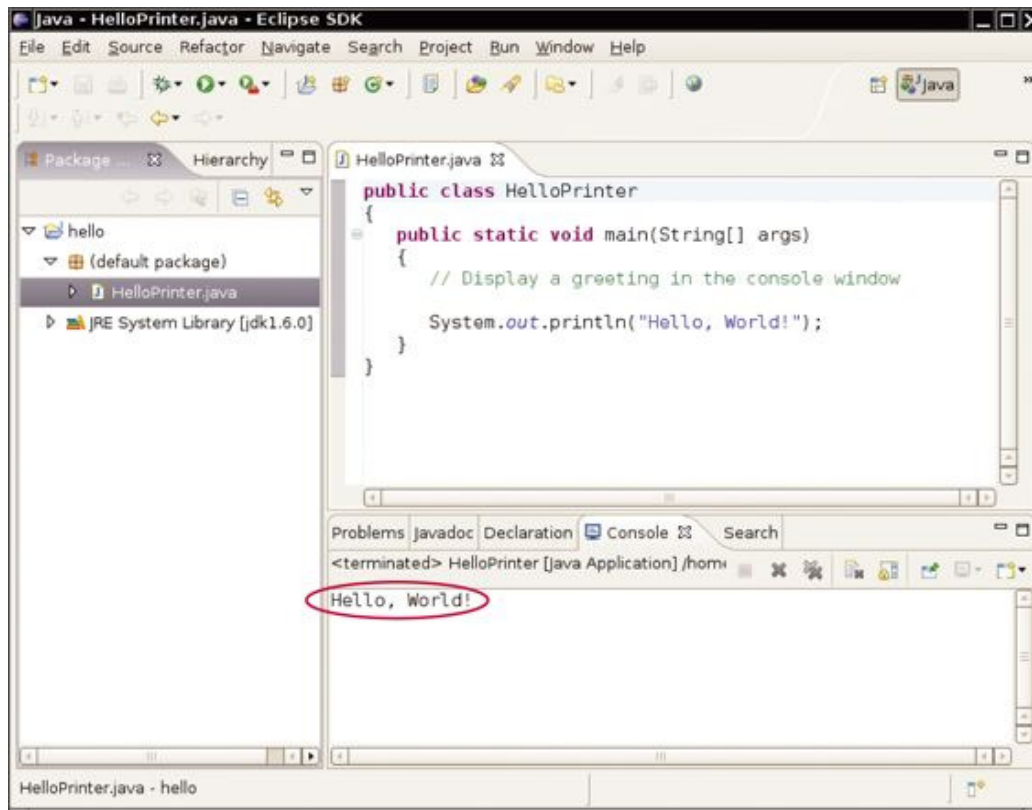 Java - HelloPrinter.java - Eclipse SDK
File Edit Source Refactor Navigate Search Project Run Window Help
Java
Package ... Hierarchy
hello
(default package)
HelloPrinter.java
JRE System Library [jdk1.6.0]
HelloPrinter.java
public class HelloPrinter
{
public static void main(String[] args)
{
// Display a greeting in the console window
System.out.println("Hello, World!");
}
}
Problems Javadoc Declaration Console Search
<terminated> HelloPrinter [Java Application] /home
Hello, World!
HelloPrinter.java - hello